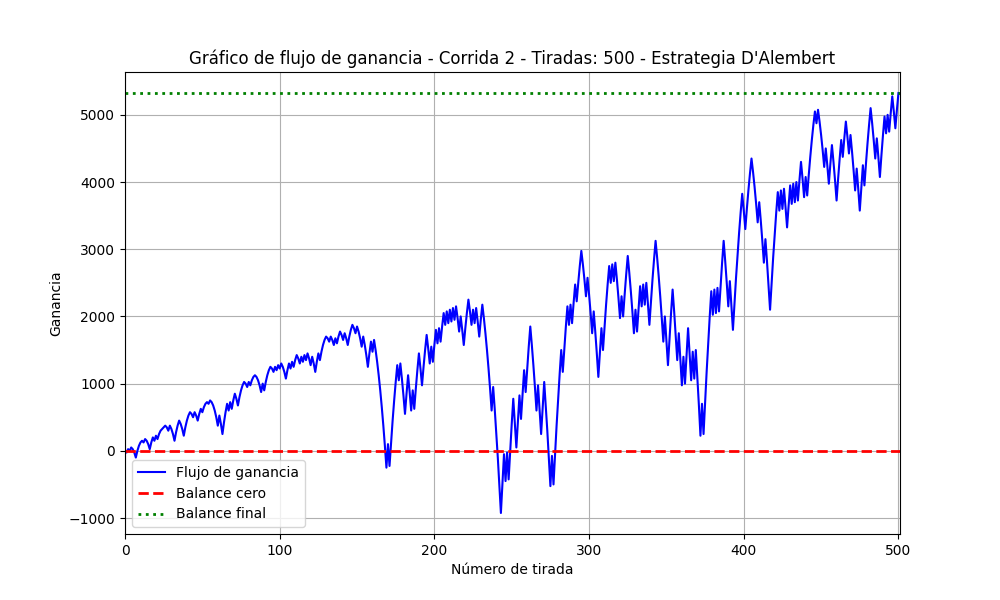 Gráfico de flujo de ganancia - Corrida 2 - Tiradas: 500 - Estrategia D'Alembert
Ganancia
5000
4000
3000
2000
1000
0
−1000
Flujo de ganancia
Balance cero
Balance final
0 100 200 300 400 500
Número de tirada